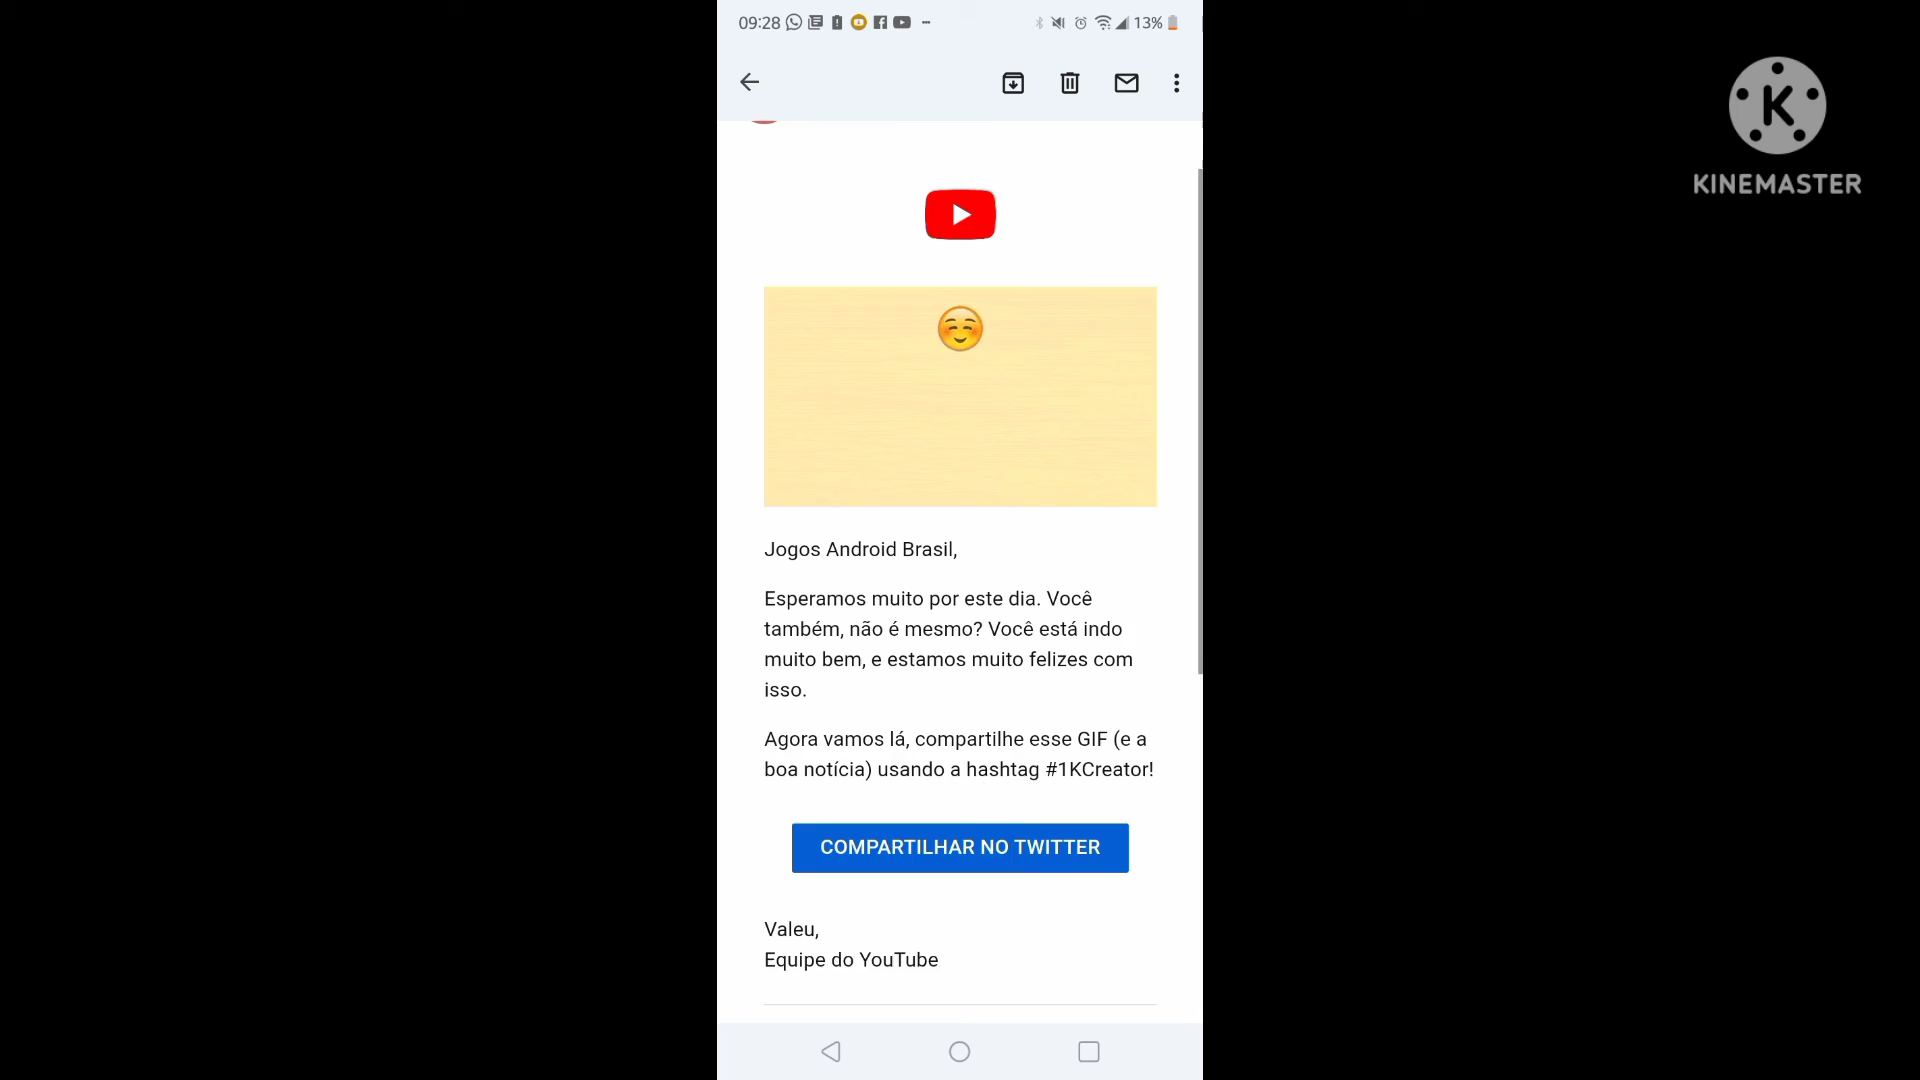 09:28
13%
K
KINEMASTER
Jogos Android Brasil,
Esperamos muito por este dia. Você
também, não é mesmo? Você está indo
muito bem, e estamos muito felizes com
isso.
Agora vamos lá, compartilhe esse GIF (e a
boa notícia) usando a hashtag #1KCreator!
COMPARTILHAR NO TWITTER
Valeu,
Equipe do YouTube